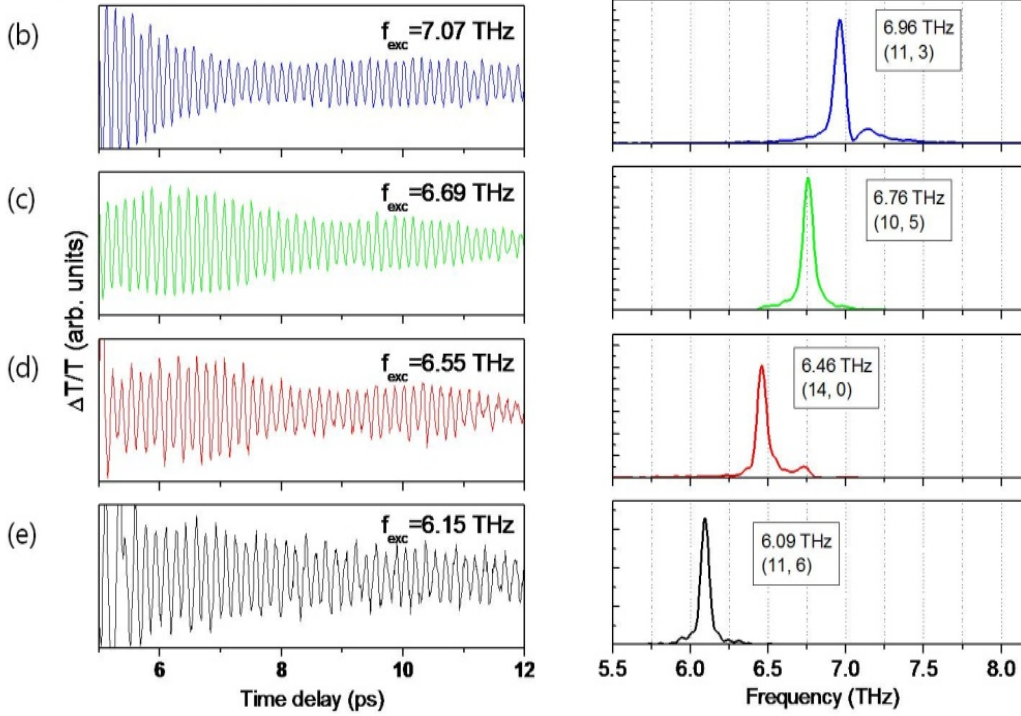 (b)
f_exc=7.07 THz
6.96 THz
(11, 3)
(c)
f_exc=6.69 THz
6.76 THz
(10, 5)
(d)
f_exc=6.55 THz
6.46 THz
(14, 0)
(e)
f_exc=6.15 THz
6.09 THz
(11, 6)
ΔT/T (arb. units)
6 8 10 12
Time delay (ps)
5.5 6.0 6.5 7.0 7.5 8.0
Frequency (THz)